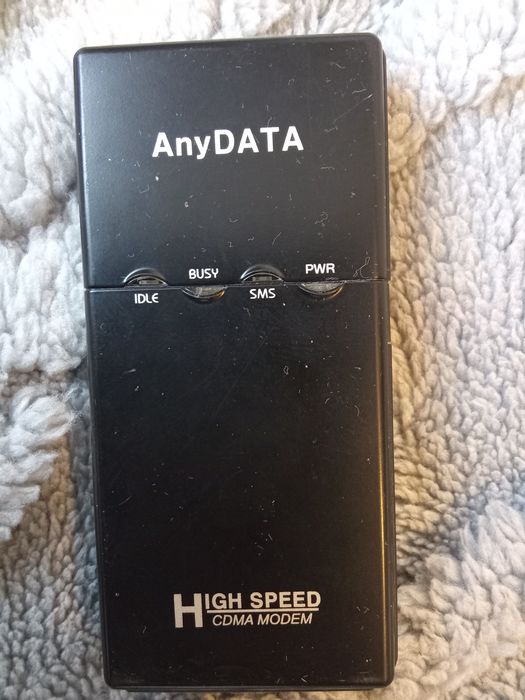 AnyDATA
BUSY PWR
IDLE SMS
HIGH SPEED
CDMA MODEM